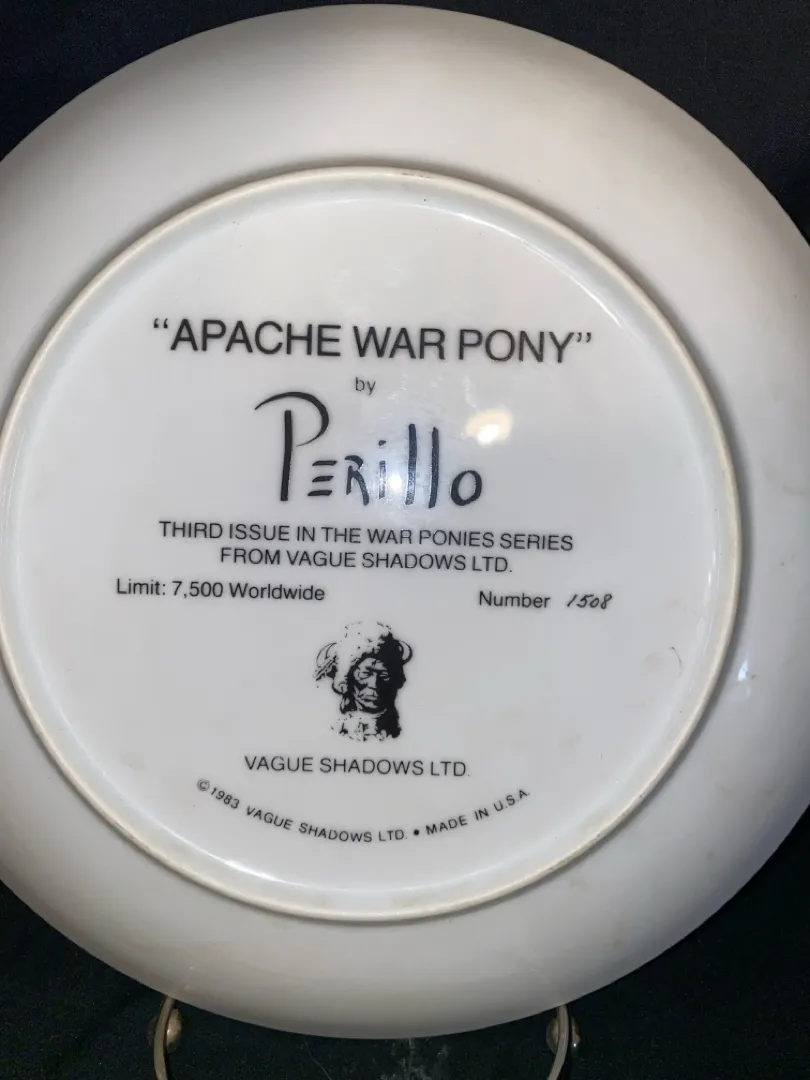 “APACHE WAR PONY”
by
PERillo
THIRD ISSUE IN THE WAR PONIES SERIES
FROM VAGUE SHADOWS LTD.
Limit: 7,500 Worldwide Number 1508
VAGUE SHADOWS LTD.
©1983 VAGUE SHADOWS LTD. • MADE IN U.S.A.